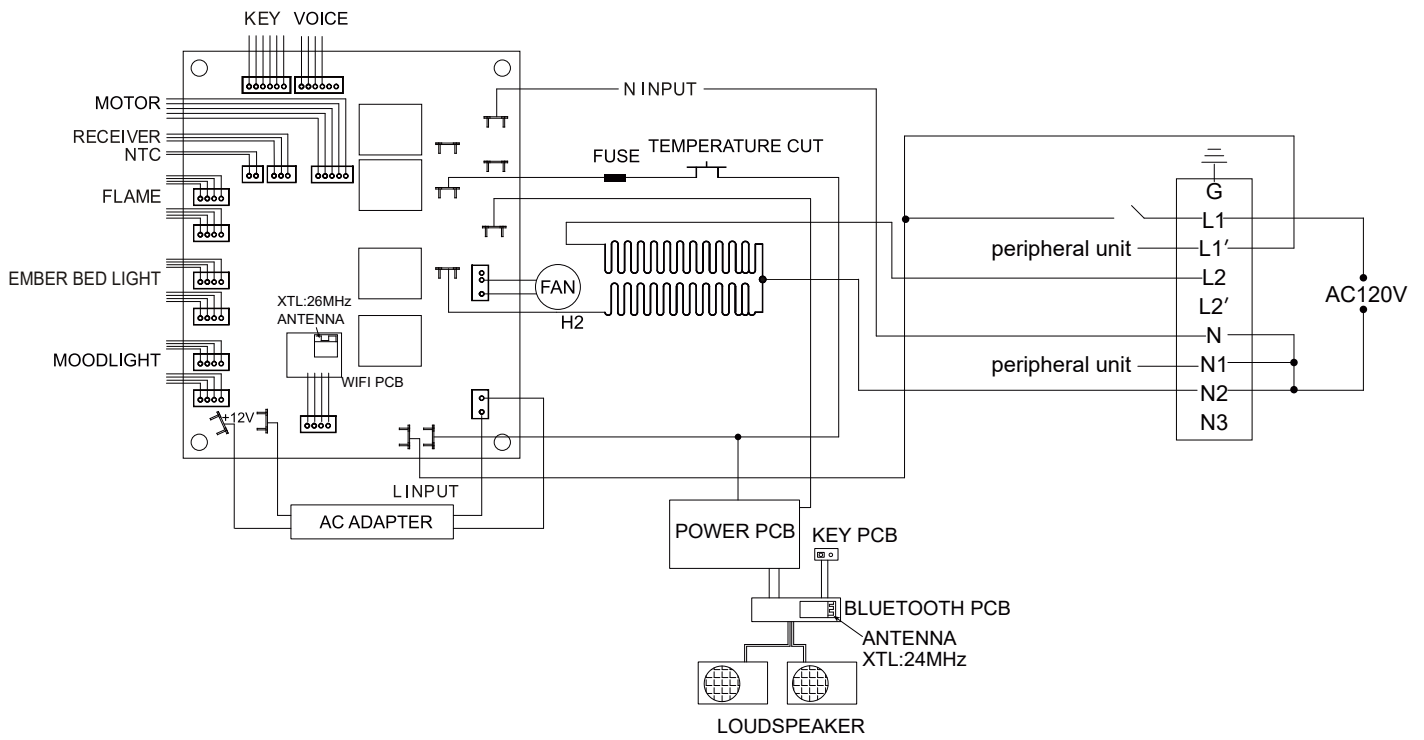 KEY VOICE
MOTOR
RECEIVER
NTC
FLAME
EMBER BED LIGHT
XTL:26MHz
ANTENNA
MOODLIGHT
WIFI PCB
+12V
N INPUT
TEMPERATURE CUT
FUSE
FAN
H2
L INPUT
AC ADAPTER
POWER PCB
KEY PCB
BLUETOOTH PCB
ANTENNA
XTL:24MHz
LOUDSPEAKER
G
L1
peripheral unit L1′
L2
L2′
N
peripheral unit N1
N2
N3
AC120V